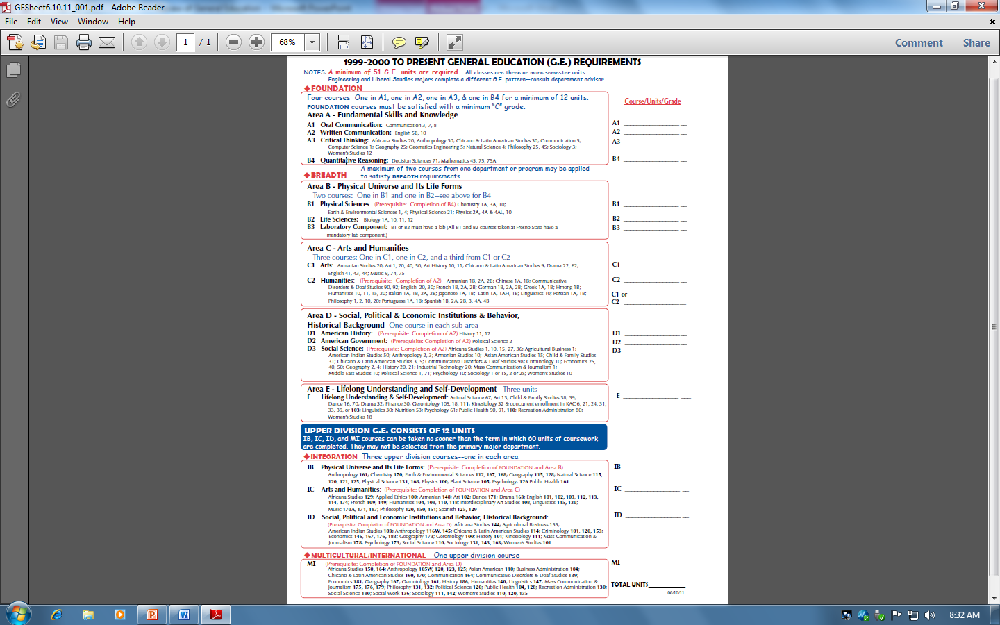 GESheet6.10.11_001.pdf - Adobe Reader
File Edit View Window Help
1 / 1 68% Comment Share
1999-2000 TO PRESENT GENERAL EDUCATION (G.E.) REQUIREMENTS
NOTES: A minimum of 51 G.E. units are required. All classes are three or more semester units.
Engineering and Liberal Studies majors complete a different G.E. pattern--consult department advisor.
◆FOUNDATION
Four courses: One in A1, one in A2, one in A3, & one in B4 for a minimum of 12 units.
FOUNDATION courses must be satisfied with a minimum "C" grade.
Course/Units/Grade
Area A - Fundamental Skills and Knowledge
A1 Oral Communication: Communication 3, 7, 8
A1 ________________ __
A2 Written Communication: English 5B, 10
A2 ________________ __
A3 Critical Thinking: Africana Studies 20; Anthropology 30; Chicano & Latin American Studies 30; Communication 5;
Computer Science 1; Geography 25; Geomatics Engineering 5; Natural Science 4; Philosophy 25, 45; Sociology 3;
Women's Studies 12
A3 ________________ __
B4 Quantitative Reasoning: Decision Sciences 71; Mathematics 45, 75, 75A
B4 ________________ __
◆BREADTH
A maximum of two courses from one department or program may be applied
to satisfy BREADTH requirements.
Area B - Physical Universe and Its Life Forms
Two courses: One in B1 and one in B2--see above for B4
B1 Physical Sciences: (Prerequisite: Completion of B4) Chemistry 1A, 3A, 10;
Earth & Environmental Sciences 1, 4; Physical Science 21; Physics 2A, 4A & 4AL, 10
B1 ________________ __
B2 Life Sciences: Biology 1A, 10, 11, 12
B2 ________________ __
B3 Laboratory Component: B1 or B2 must have a lab (All B1 and B2 courses taken at Fresno State have a
mandatory lab component.)
B3 ________________ __
Area C - Arts and Humanities
Three courses: One in C1, one in C2, and a third from C1 or C2
C1 Arts: Armenian Studies 20; Art 1, 20, 40, 50; Art History 10, 11; Chicano & Latin American Studies 9; Drama 22, 62;
English 41, 43, 44; Music 9, 74, 75
C1 ________________ __
C2 Humanities: (Prerequisite: Completion of A2) Armenian 1B, 2A, 2B; Chinese 1A, 1B; Communicative
Disorders & Deaf Studies 90, 92; English 20, 30; French 1B, 2A, 2B; German 1B, 2A, 2B; Greek 1A, 1B; Hmong 1B;
Humanities 10, 11, 15, 20; Italian 1A, 1B, 2A, 2B; Japanese 1A, 1B; Latin 1A, 1AH, 1B; Linguistics 10; Persian 1A, 1B;
Philosophy 1, 2, 10, 20; Portuguese 1A, 1B; Spanish 1B, 2A, 2B, 3, 4A, 4B
C2 ________________ __
C1 or
C2 ________________ __
Area D - Social, Political & Economic Institutions & Behavior,
Historical Background One course in each sub-area
D1 American History: (Prerequisite: Completion of A2) History 11, 12
D1 ________________ __
D2 American Government: (Prerequisite: Completion of A2) Political Science 2
D2 ________________ __
D3 Social Science: (Prerequisite: Completion of A2) Africana Studies 1, 10, 15, 27, 36; Agricultural Business 1;
American Indian Studies 50; Anthropology 2, 3; Armenian Studies 10; Asian American Studies 15; Child & Family Studies
31; Chicano & Latin American Studies 3, 5; Communicative Disorders & Deaf Studies 98; Criminology 10; Economics 25,
40, 50; Geography 2, 4; History 20, 21; Industrial Technology 20; Mass Communication & Journalism 1;
Middle East Studies 10; Political Science 1, 71; Psychology 10; Sociology 1 or 1S, 2 or 25; Women's Studies 10
D3 ________________ __
Area E - Lifelong Understanding and Self-Development Three units
E Lifelong Understanding & Self-Development: Animal Science 67; Art 13; Child & Family Studies 38, 39;
Dance 16, 70; Drama 32; Finance 30; Gerontology 10S, 18, 111; Kinesiology 32 & concurrent enrollment in KAC 6, 21, 24, 31,
33, 39, or 103; Linguistics 30; Nutrition 53; Psychology 61; Public Health 90, 91, 110; Recreation Administration 80;
Women's Studies 18
E ________________ ___
UPPER DIVISION G.E. CONSISTS OF 12 UNITS
IB, IC, ID, and MI courses can be taken no sooner than the term in which 60 units of coursework
are completed. They may not be selected from the primary major department.
◆INTEGRATION Three upper division courses--one in each area
IB Physical Universe and Its Life Forms: (Prerequisite: Completion of FOUNDATION and Area B)
Anthropology 161; Chemistry 170; Earth & Environmental Sciences 112, 167, 168; Geography 115, 128; Natural Science 115,
120, 121, 125; Physical Science 131, 168; Physics 100; Plant Science 105; Psychology; 126 Public Health 161
IB ________________ __
IC Arts and Humanities: (Prerequisite: Completion of FOUNDATION and Area C)
Africana Studies 129; Applied Ethics 100; Armenian 148; Art 102; Dance 171; Drama 163; English 101, 102, 103, 112, 113,
114, 174; French 109, 149; Humanities 104, 108, 110, 118; Interdisciplinary Art Studies 108, Linguistics 115, 130;
Music 170A, 171, 187; Philosophy 120, 150, 151; Spanish 125, 129
IC ________________ __
ID Social, Political and Economic Institutions and Behavior, Historical Background:
(Prerequisite: Completion of FOUNDATION and Area D) Africana Studies 144; Agricultural Business 155;
American Indian Studies 103; Anthropology 116W, 145; Chicano & Latin American Studies 114; Criminology 101, 120, 153;
Economics 146, 167, 176, 183; Geography 173; Gerontology 100; History 101; Kinesiology 111; Mass Communication &
Journalism 178; Psychology 173; Social Science 110; Sociology 131, 143, 163; Women's Studies 101
ID ________________ __
◆MULTICULTURAL/INTERNATIONAL One upper division course
MI (Prerequisite: Completion of FOUNDATION and Area D)
Africana Studies 150, 164; Anthropology 105W, 120, 123, 125; Asian American 110; Business Administration 104;
Chicano & Latin American Studies 160, 170; Communication 164; Communicative Disorders & Deaf Studies 139;
Economics 181; Geography 167; Gerontology 161; History 186; Humanities 140; Linguistics 147; Mass Communication &
Journalism 175, 176, 179; Philosophy 131, 132; Political Science 120; Public Health 104, 128; Recreation Administration 130;
Social Science 180; Social Work 136; Sociology 111, 142; Women's Studies 110, 120, 135
MI ________________ _
TOTAL UNITS___________
06/10/11
8:32 AM